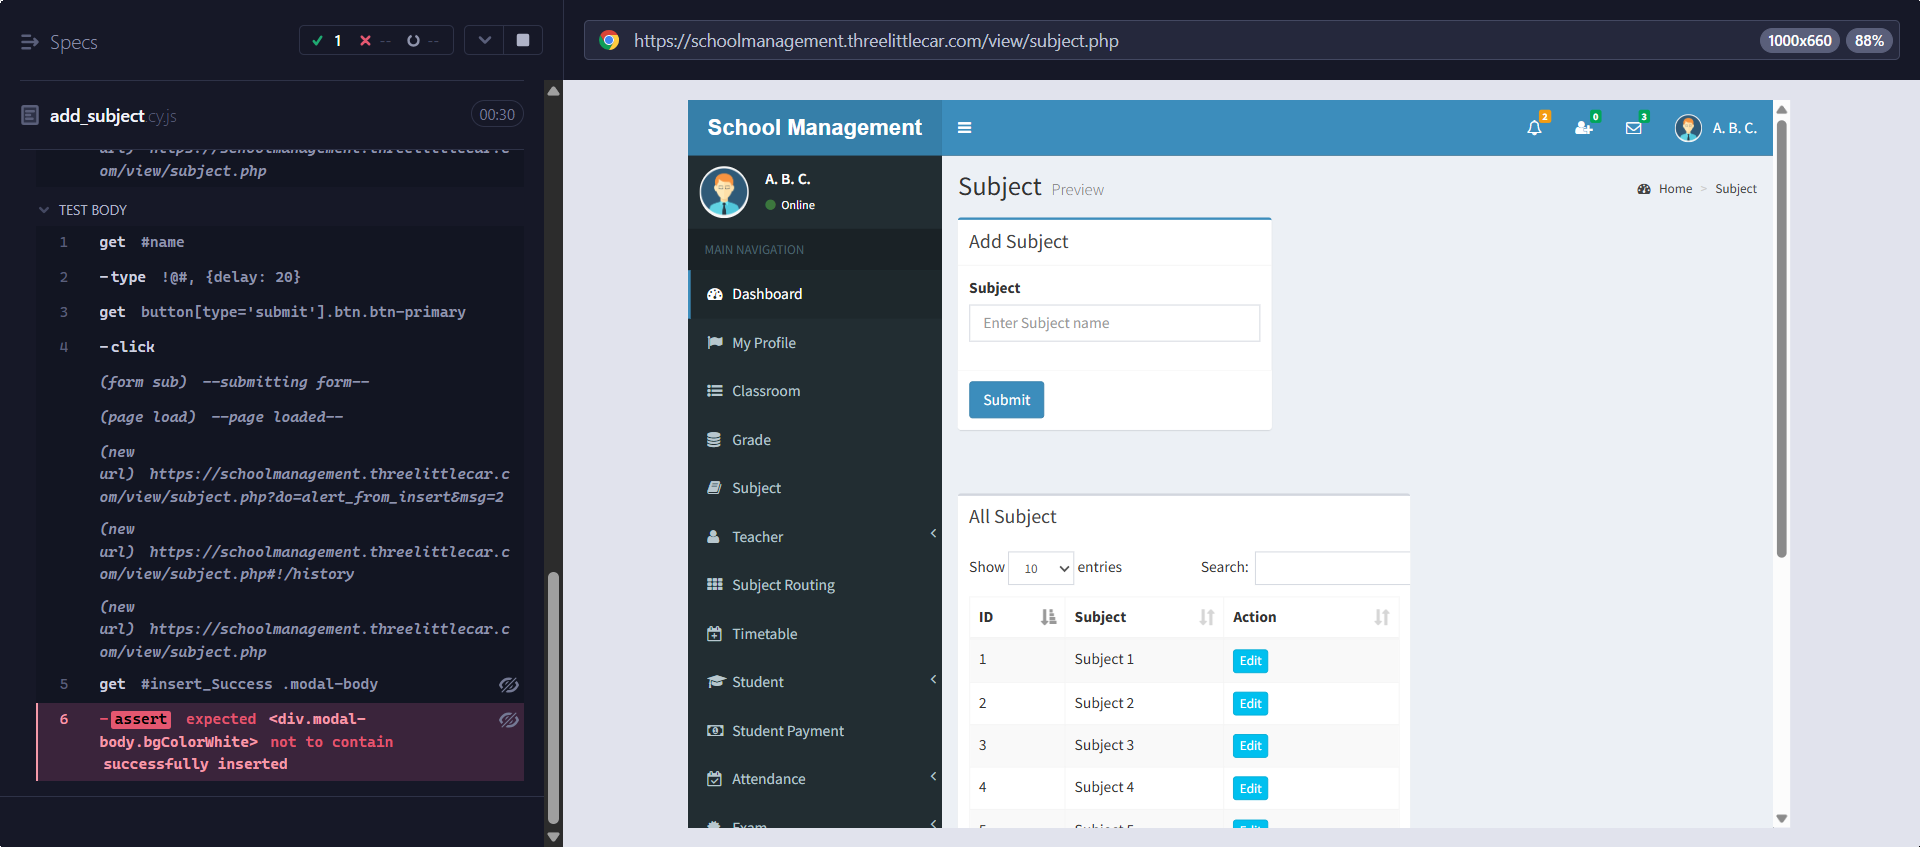 Specs
1 -- --
https://schoolmanagement.threelittlecar.com/view/subject.php
1000x660 88%
add_subject.cy.js
00:30
url) https://schoolmanagement.threelittlecar.c
om/view/subject.php
TEST BODY
1 get #name
2 -type !@#, {delay: 20}
3 get button[type='submit'].btn.btn-primary
4 -click
(form sub) --submitting form--
(page load) --page loaded--
(new
url) https://schoolmanagement.threelittlecar.c
om/view/subject.php?do=alert_from_insert&msg=2
(new
url) https://schoolmanagement.threelittlecar.c
om/view/subject.php#!/history
(new
url) https://schoolmanagement.threelittlecar.c
om/view/subject.php
5 get #insert_Success .modal-body
6 -assert expected <div.modal-
body.bgColorWhite> not to contain
successfully inserted
School Management
2
0
3
A. B. C.
A. B. C.
Online
MAIN NAVIGATION
Dashboard
My Profile
Classroom
Grade
Subject
Teacher
Subject Routing
Timetable
Student
Student Payment
Attendance
Exam
Subject Preview
Home > Subject
Add Subject
Subject
Enter Subject name
Submit
All Subject
Show 10 entries
Search:
ID Subject Action
1 Subject 1 Edit
2 Subject 2 Edit
3 Subject 3 Edit
4 Subject 4 Edit
5 Subject 5 Edit